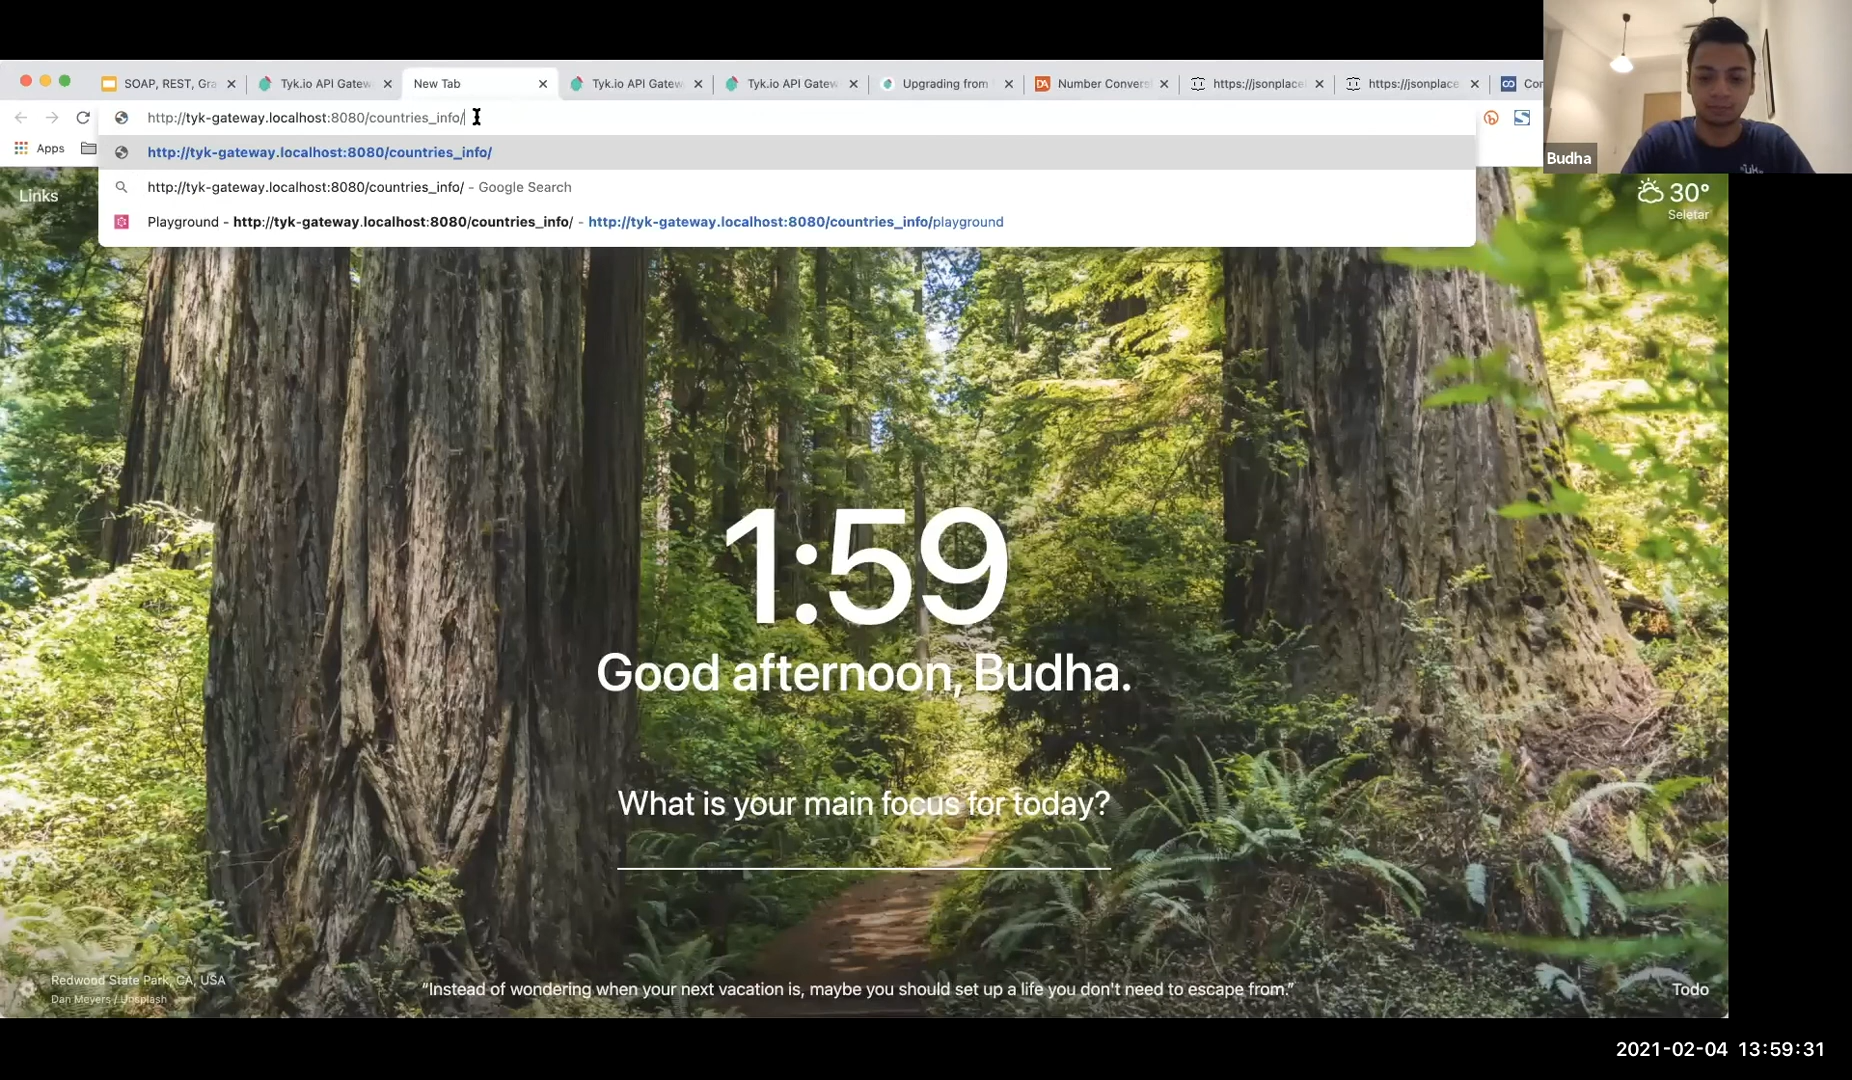 SOAP, REST, Gra
Tyk.io API Gatew
New Tab
Tyk.io API Gatew
Tyk.io API Gatew
Upgrading from
Number Convers
https://jsonplace
https://jsonplace
Cor
http://tyk-gateway.localhost:8080/countries_info/
Apps
http://tyk-gateway.localhost:8080/countries_info/
http://tyk-gateway.localhost:8080/countries_info/ - Google Search
Playground - http://tyk-gateway.localhost:8080/countries_info/ - http://tyk-gateway.localhost:8080/countries_info/playground
Budha
Links
30°
Seletar
1:59
Good afternoon, Budha.
What is your main focus for today?
Redwood State Park, CA, USA
Dan Meyers / Unsplash
“Instead of wondering when your next vacation is, maybe you should set up a life you don't need to escape from.”
Todo
2021-02-04 13:59:31